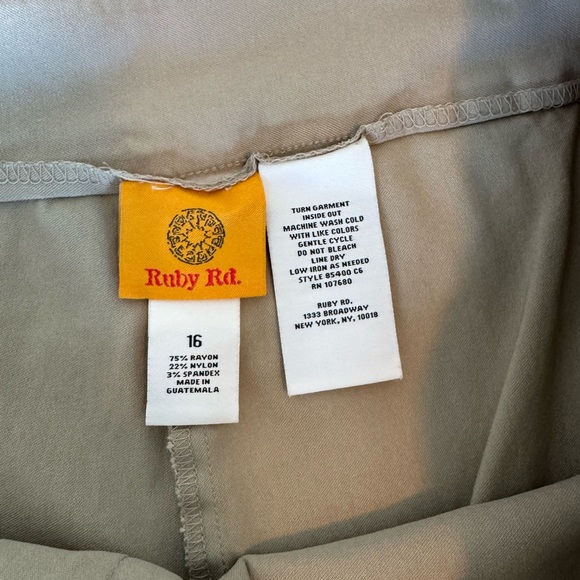 Ruby Rd.
16
75% RAYON
22% NYLON
3% SPANDEX
MADE IN
GUATEMALA
TURN GARMENT
INSIDE OUT
MACHINE WASH COLD
WITH LIKE COLORS
GENTLE CYCLE
DO NOT BLEACH
LINE DRY
LOW IRON AS NEEDED
STYLE 85400 C6
RN 107680
RUBY RD.
1333 BROADWAY
NEW YORK, NY, 10018